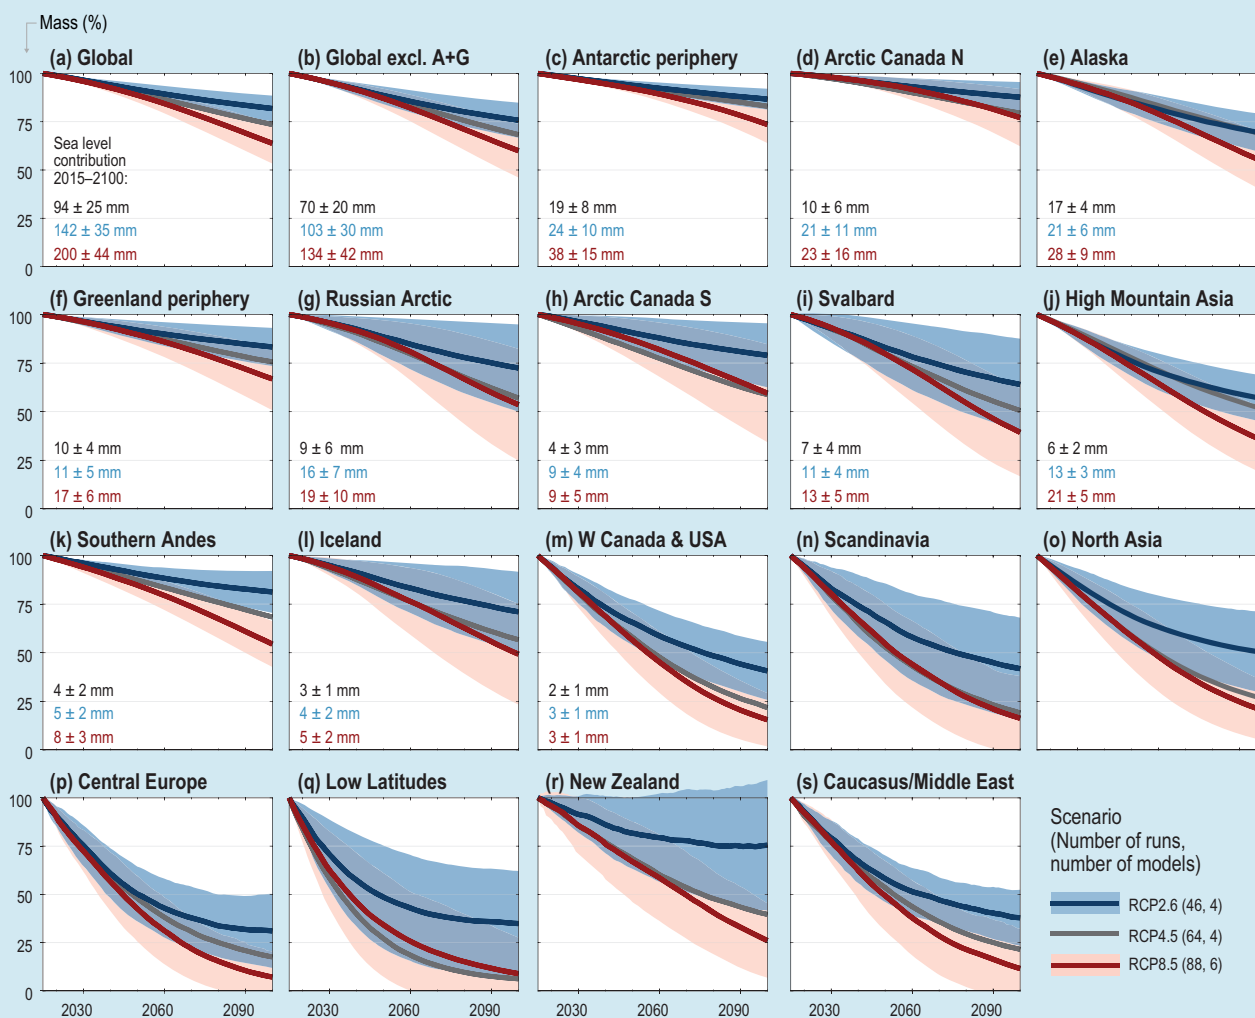 Mass (%)
(a) Global
(b) Global excl. A+G
(c) Antarctic periphery
(d) Arctic Canada N
(e) Alaska
100
75
50
25
0
Sea level
contribution
2015–2100:
94 ± 25 mm
142 ± 35 mm
200 ± 44 mm
70 ± 20 mm
103 ± 30 mm
134 ± 42 mm
19 ± 8 mm
24 ± 10 mm
38 ± 15 mm
10 ± 6 mm
21 ± 11 mm
23 ± 16 mm
17 ± 4 mm
21 ± 6 mm
28 ± 9 mm
(f) Greenland periphery
(g) Russian Arctic
(h) Arctic Canada S
(i) Svalbard
(j) High Mountain Asia
100
75
50
25
0
10 ± 4 mm
11 ± 5 mm
17 ± 6 mm
9 ± 6 mm
16 ± 7 mm
19 ± 10 mm
4 ± 3 mm
9 ± 4 mm
9 ± 5 mm
7 ± 4 mm
11 ± 4 mm
13 ± 5 mm
6 ± 2 mm
13 ± 3 mm
21 ± 5 mm
(k) Southern Andes
(l) Iceland
(m) W Canada & USA
(n) Scandinavia
(o) North Asia
100
75
50
25
0
4 ± 2 mm
5 ± 2 mm
8 ± 3 mm
3 ± 1 mm
4 ± 2 mm
5 ± 2 mm
2 ± 1 mm
3 ± 1 mm
3 ± 1 mm
(p) Central Europe
(q) Low Latitudes
(r) New Zealand
(s) Caucasus/Middle East
100
75
50
25
0
2030 2060 2090
2030 2060 2090
2030 2060 2090
2030 2060 2090
Scenario
(Number of runs,
number of models)
RCP2.6 (46, 4)
RCP4.5 (64, 4)
RCP8.5 (88, 6)